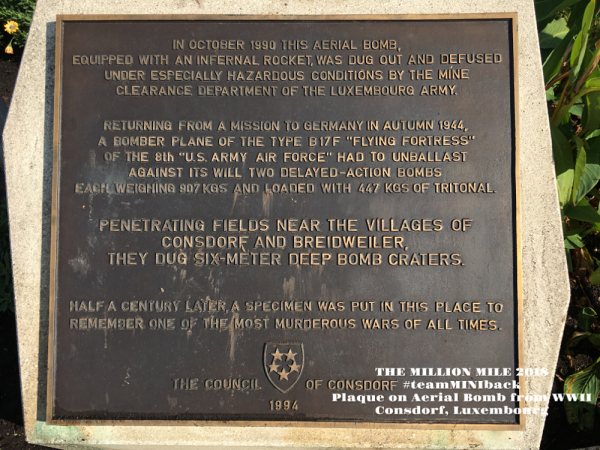 IN OCTOBER 1990 THIS AERIAL BOMB,
EQUIPPED WITH AN INFERNAL ROCKET, WAS DUG OUT AND DEFUSED
UNDER ESPECIALLY HAZARDOUS CONDITIONS BY THE MINE
CLEARANCE DEPARTMENT OF THE LUXEMBOURG ARMY.
RETURNING FROM A MISSION TO GERMANY IN AUTUMN 1944,
A BOMBER PLANE OF THE TYPE B17F "FLYING FORTRESS"
OF THE 8th "U.S. ARMY AIR FORCE" HAD TO UNBALLAST
AGAINST ITS WILL TWO DELAYED-ACTION BOMBS
EACH WEIGHING 907 KGS AND LOADED WITH 447 KGS OF TRITONAL.
PENETRATING FIELDS NEAR THE VILLAGES OF
CONSDORF AND BREIDWEILER,
THEY DUG SIX-METER DEEP BOMB CRATERS.
HALF A CENTURY LATER, A SPECIMEN WAS PUT IN THIS PLACE TO
REMEMBER ONE OF THE MOST MURDEROUS WARS OF ALL TIMES.
THE COUNCIL OF CONSDORF
1994
THE MILLION MILE 2018
#teamMINIback
Plaque on Aerial Bomb from WWII
Consdorf, Luxembourg